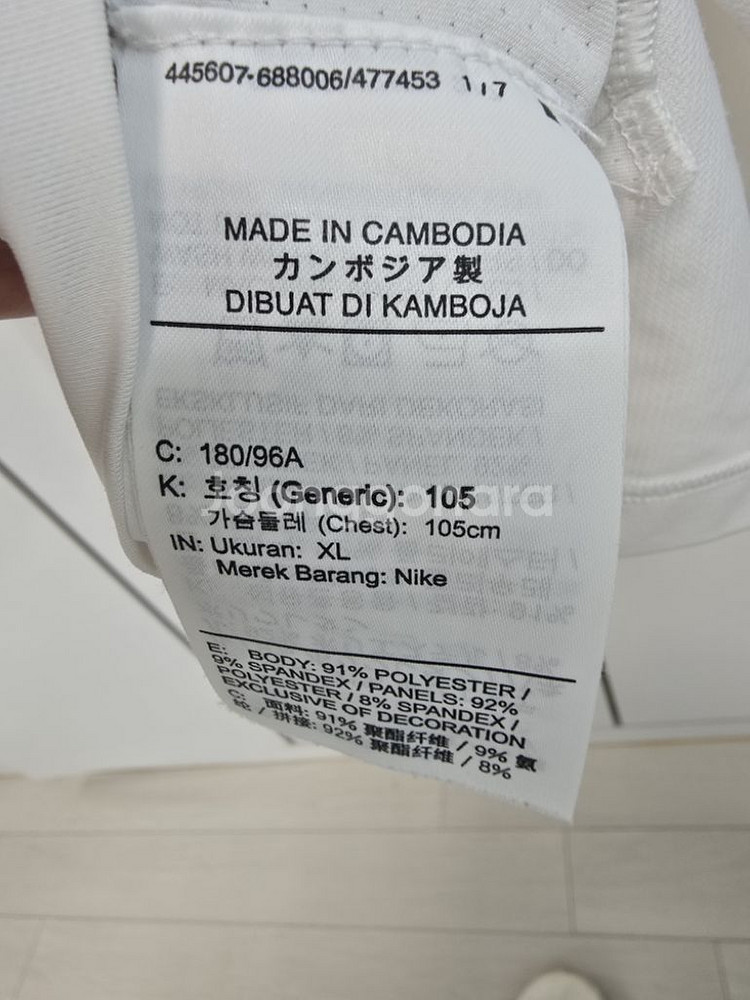 445607-688006/477453
MADE IN CAMBODIA
カンボジア製
DIBUAT DI KAMBOJA
C: 180/96A
K: 호칭 (Generic): 105
가슴둘레 (Chest): 105cm
IN: Ukuran: XL
Merek Barang: Nike
E: BODY: 91% POLYESTER /
9% SPANDEX / PANELS: 92%
POLYESTER / 8% SPANDEX /
EXCLUSIVE OF DECORATION
C: 面料: 91% 聚酯纤维 / 9% 氨
纶 / 拼接: 92% 聚酯纤维 / 8%